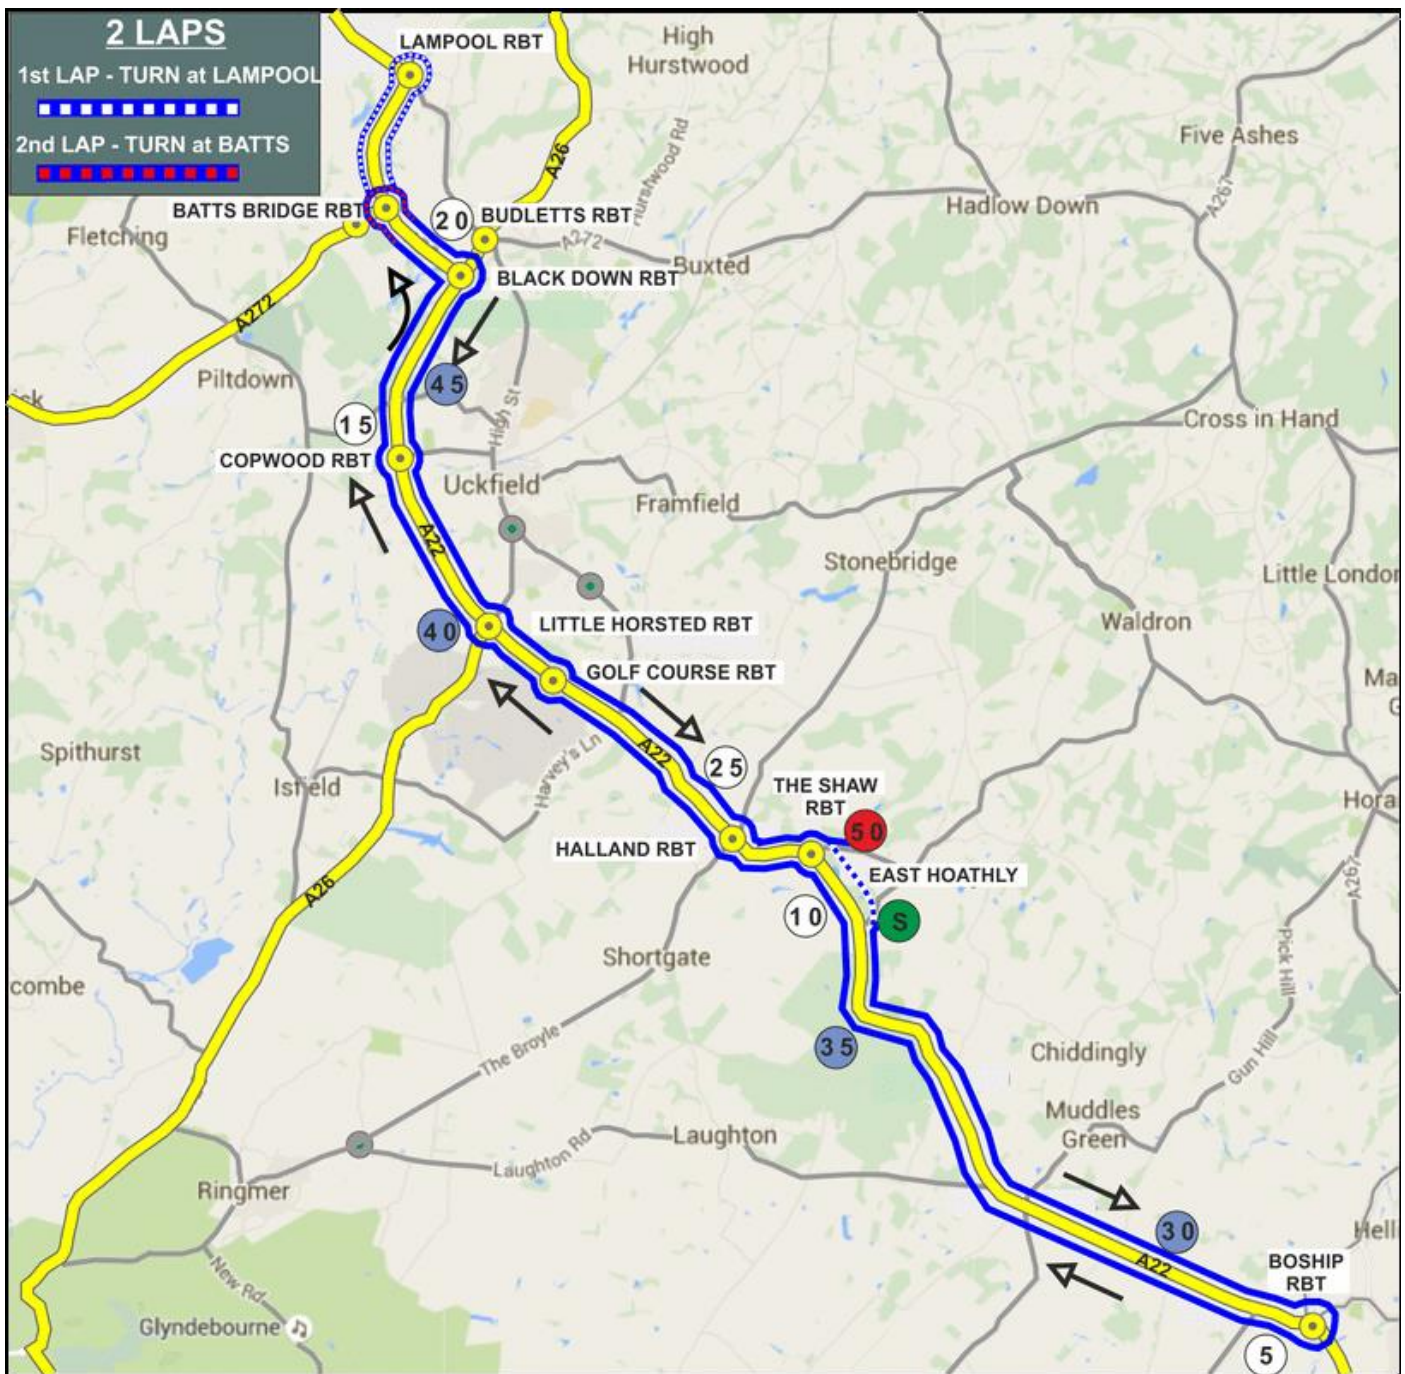 2 LAPS
1st LAP - TURN at LAMPOOL
2nd LAP - TURN at BATTS
LAMPOOL RBT
High
Hurstwood
A26
Hurstwood Rd
Five Ashes
A267
BATTS BRIDGE RBT
20
BUDLETTS RBT
Hadlow Down
Fletching
A272
Buxted
BLACK DOWN RBT
A272
Piltdown
45
High St
15
Cross in Hand
COPWOOD RBT
Uckfield
Framfield
A22
Stonebridge
Little London
Waldron
40
LITTLE HORSTED RBT
GOLF COURSE RBT
Ma
G
Spithurst
A22
25
Isfield
Harvey's Ln
THE SHAW
RBT
Hora
50
HALLAND RBT
EAST HOATHLY
A267
A26
10
S
Shortgate
Pick Hill
combe
35
The Broyle
Chiddingly
Gun Hill
Muddles
Green
Laughton
Laughton Rd
Ringmer
30
Hell
A22
BOSHIP
RBT
New Rd
Glyndebourne
5